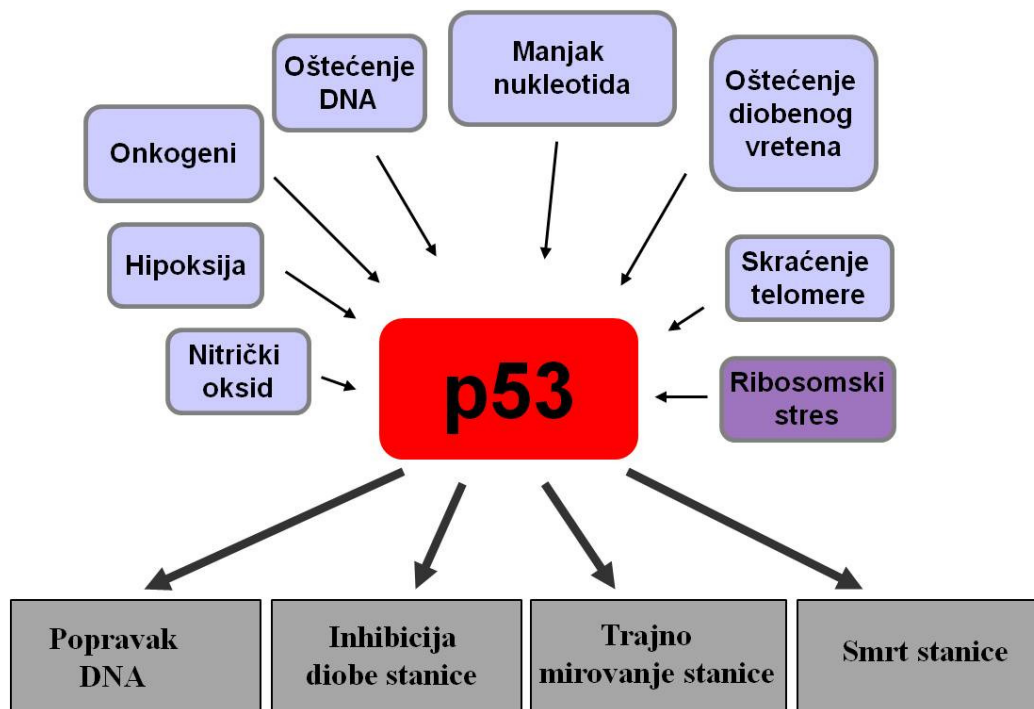 Onkogeni
Oštećenje
DNA
Manjak
nukleotida
Oštećenje
diobenog
vretena
Hipoksija
Skraćenje
telomere
Nitrički
oksid
p53
Ribosomski
stres
Popravak
DNA
Inhibicija
diobe stanice
Trajno
mirovanje stanice
Smrt stanice